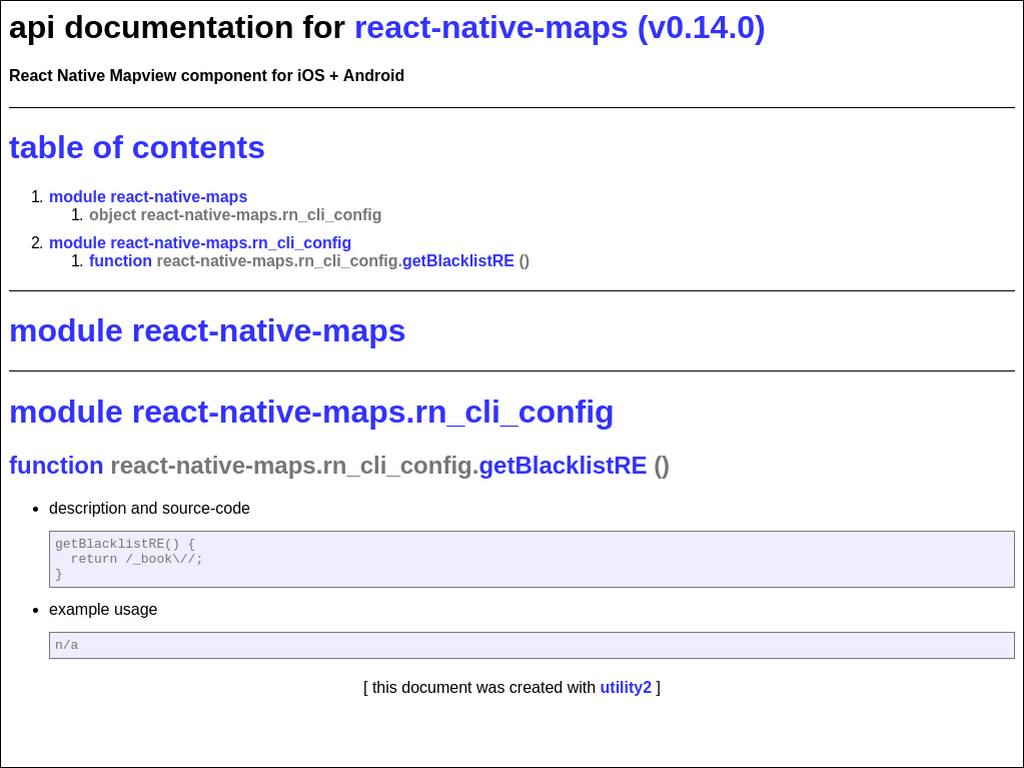 api documentation for react-native-maps (v0.14.0)
React Native Mapview component for iOS + Android
table of contents
1. module react-native-maps
1. object react-native-maps.rn_cli_config
2. module react-native-maps.rn_cli_config
1. function react-native-maps.rn_cli_config.getBlacklistRE ()
module react-native-maps
module react-native-maps.rn_cli_config
function react-native-maps.rn_cli_config.getBlacklistRE ()
• description and source-code
getBlacklistRE() {
  return /_book\//;
}
• example usage
n/a
[ this document was created with utility2 ]